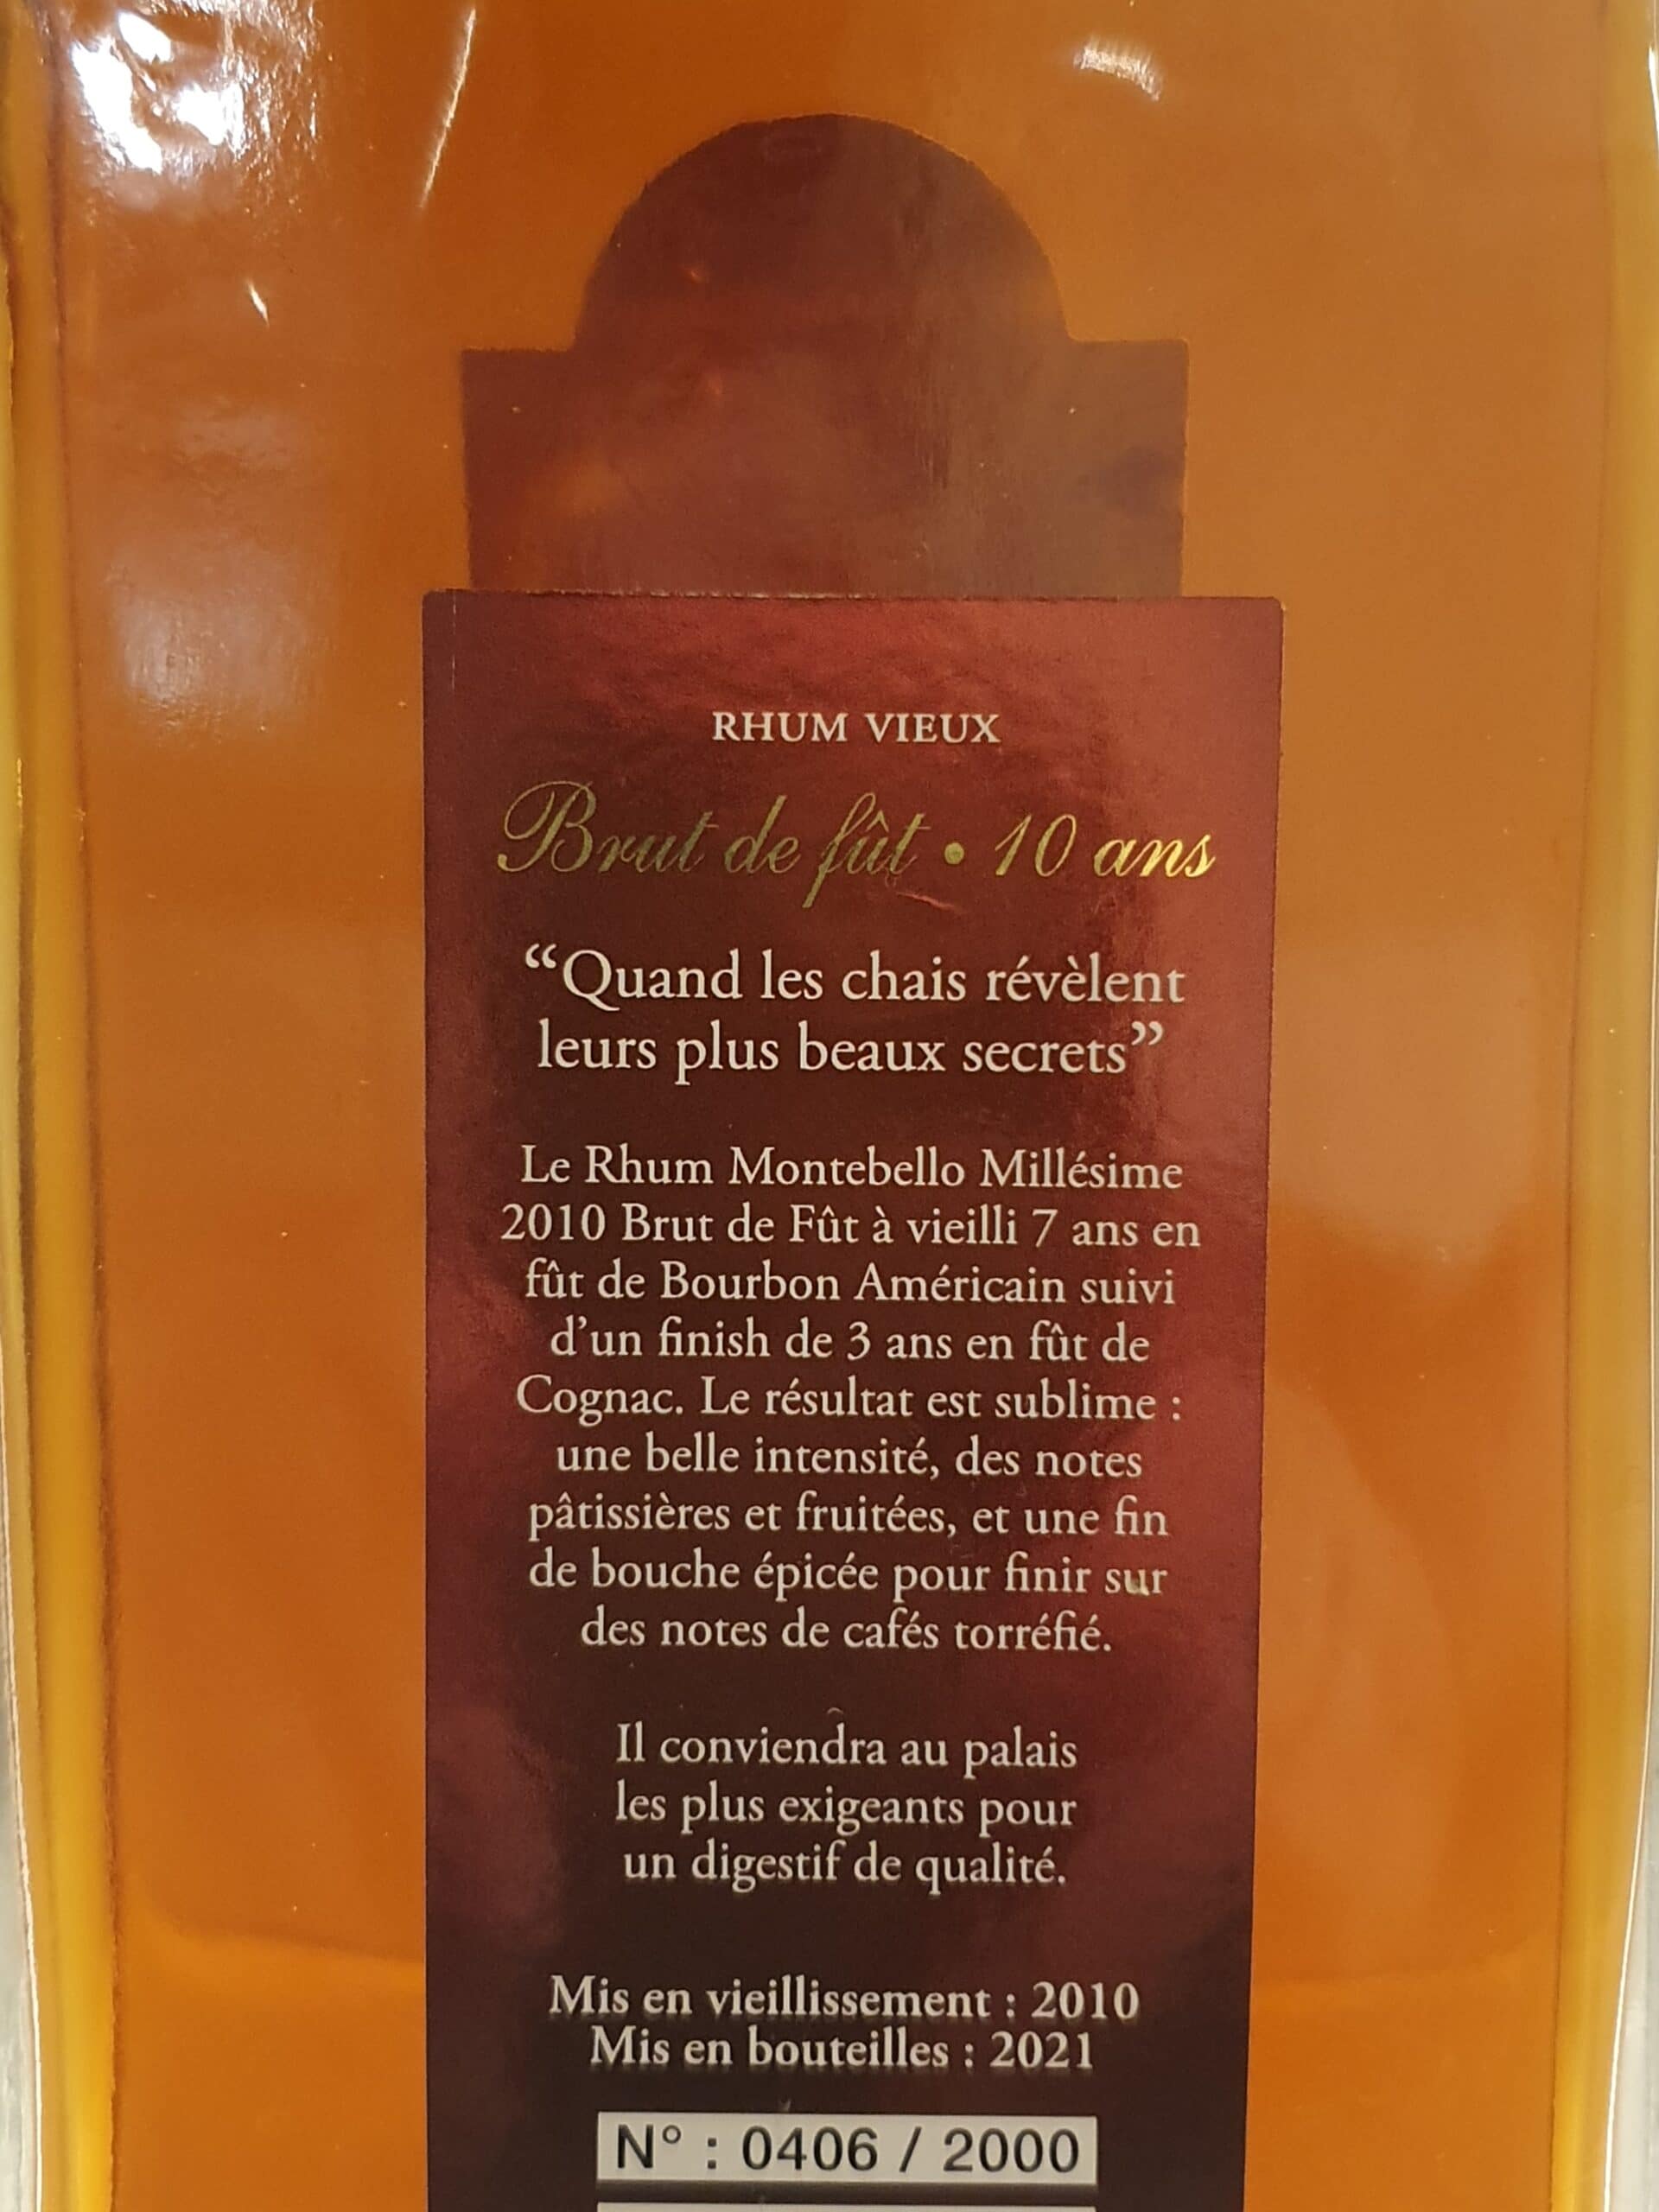 RHUM VIEUX
Brut de fût • 10 ans
“Quand les chais révèlent
leurs plus beaux secrets”
Le Rhum Montebello Millésime
2010 Brut de Fût à vieilli 7 ans en
fût de Bourbon Américain suivi
d’un finish de 3 ans en fût de
Cognac. Le résultat est sublime :
une belle intensité, des notes
pâtissières et fruitées, et une fin
de bouche épicée pour finir sur
des notes de cafés torréfié.
Il conviendra au palais
les plus exigeants pour
un digestif de qualité.
Mis en vieillissement : 2010
Mis en bouteilles : 2021
N° : 0406 / 2000